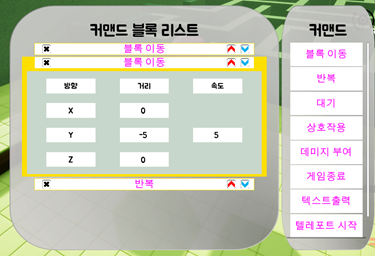 커맨드 블록 리스트
블록 이동
블록 이동
방향 거리 속도
X 0
Y -5 5
Z 0
반복
커맨드
블록 이동
반복
대기
상호작용
데미지 부여
게임종료
텍스트출력
텔레포트 시작